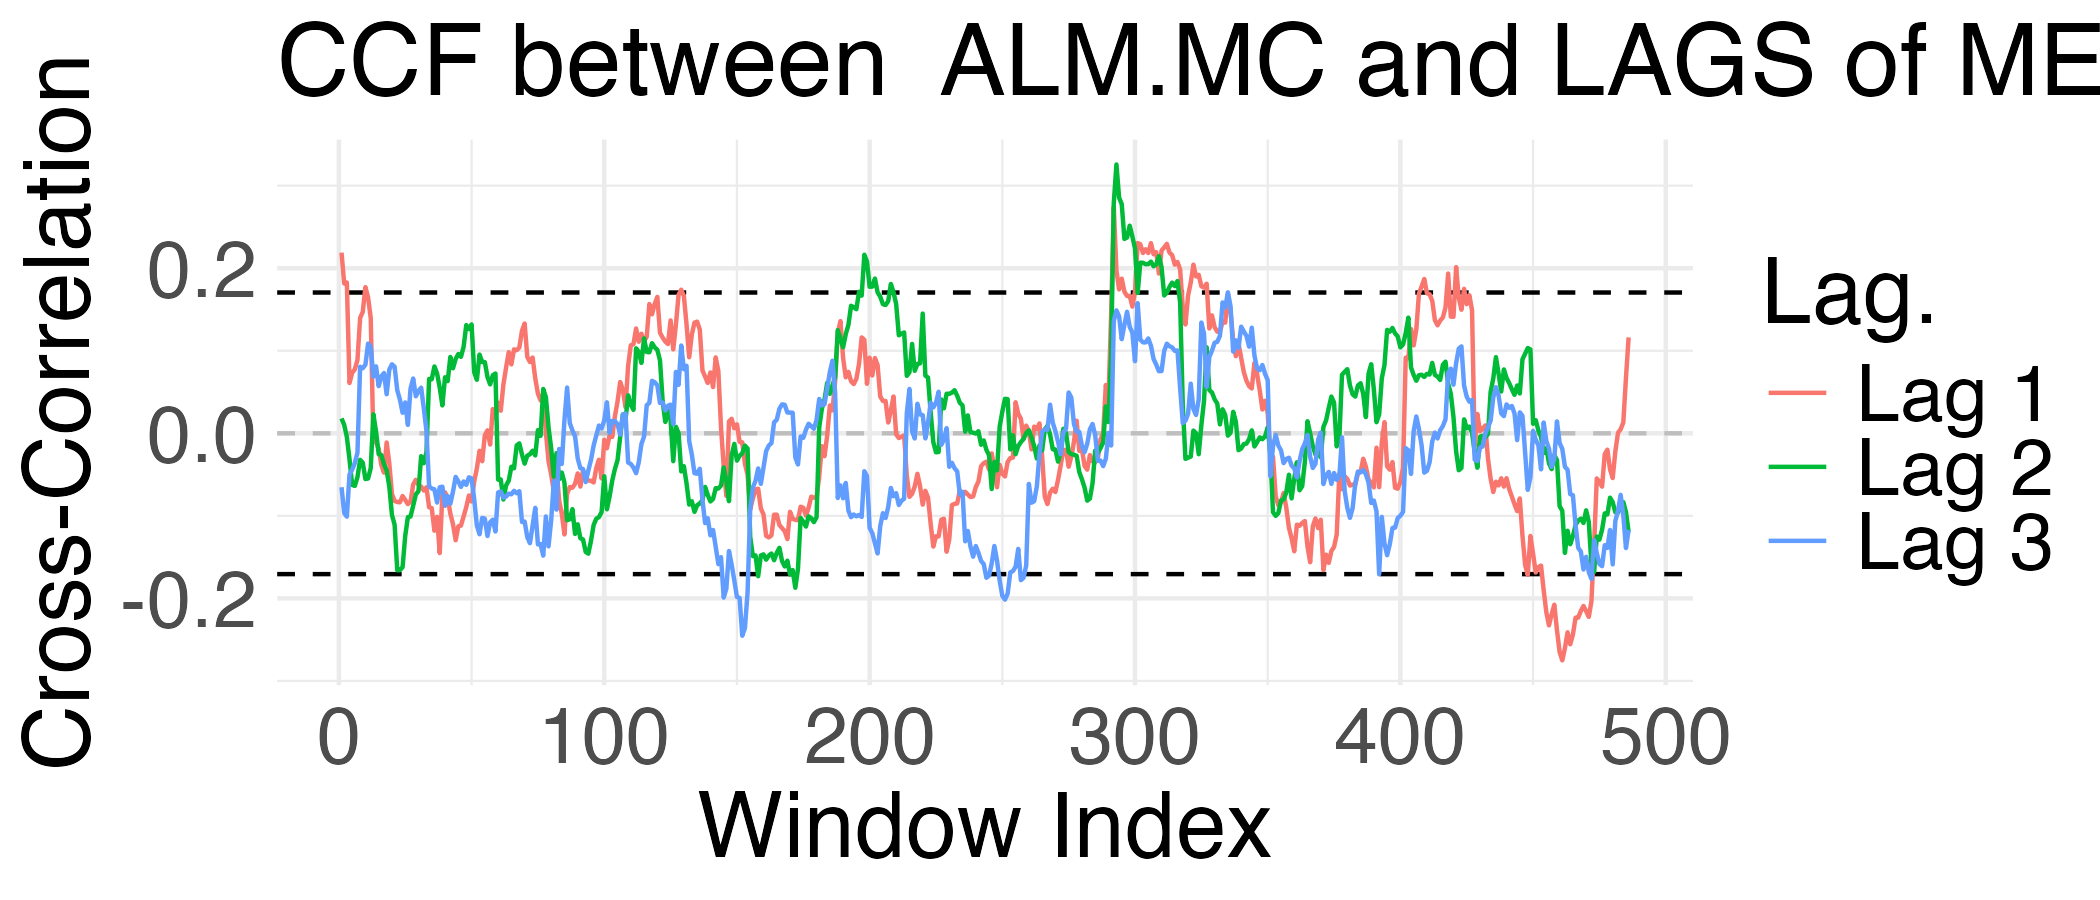 CCF between  ALM.MC and LAGS of ME
Cross-Correlation
0.2
0.0
-0.2
0 100 200 300 400 500
Window Index
Lag.
Lag 1
Lag 2
Lag 3